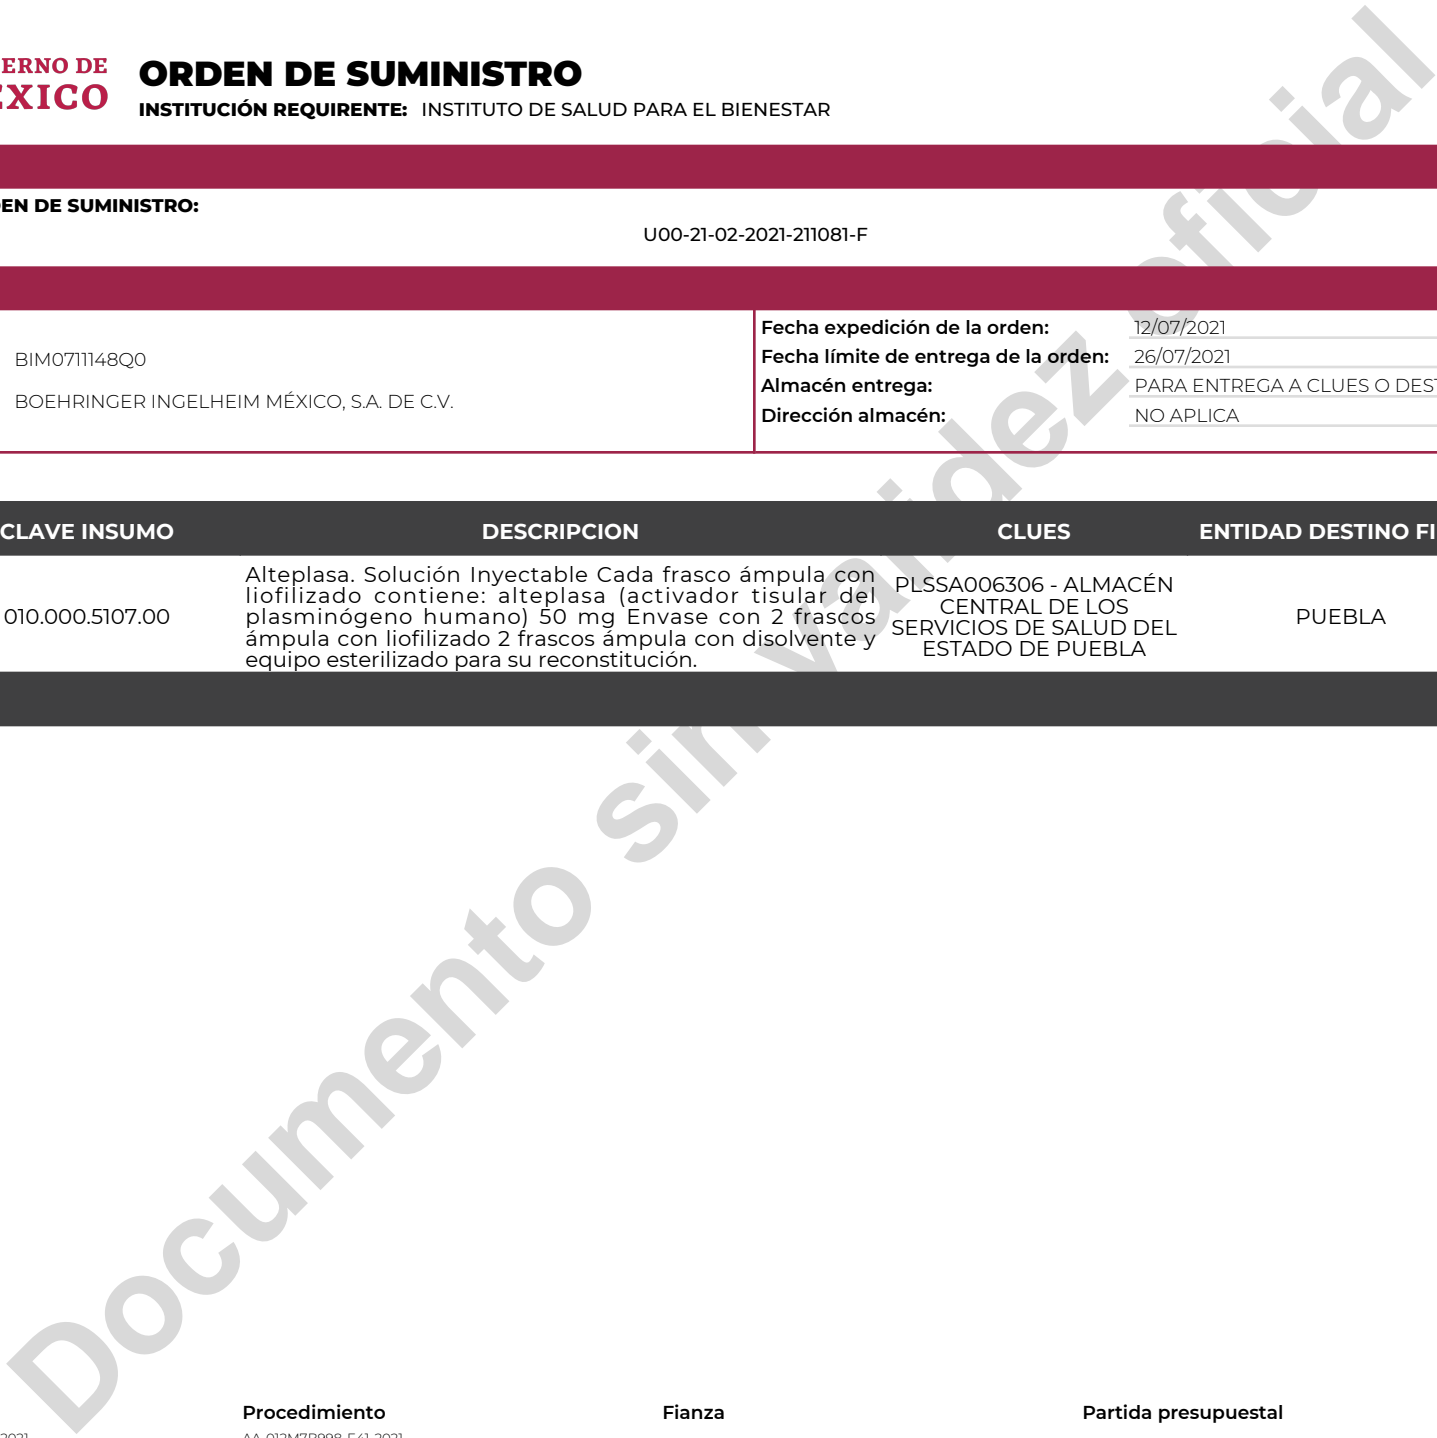 ORDEN DE SUMINISTRO
INSTITUCIÓN REQUIRENTE: INSTITUTO DE SALUD PARA EL BIENESTAR
ERNO DE
XICO
EN DE SUMINISTRO:
U00-21-02-2021-211081-F
BIM0711148Q0
BOEHRINGER INGELHEIM MÉXICO, S.A. DE C.V.
Fecha expedición de la orden: 12/07/2021
Fecha límite de entrega de la orden: 26/07/2021
Almacén entrega: PARA ENTREGA A CLUES O DEST
Dirección almacén: NO APLICA
CLAVE INSUMO DESCRIPCION CLUES ENTIDAD DESTINO FI
010.000.5107.00
Alteplasa. Solución Inyectable Cada frasco ámpula con
liofilizado contiene: alteplasa (activador tisular del
plasminógeno humano) 50 mg Envase con 2 frascos
ámpula con liofilizado 2 frascos ámpula con disolvente y
equipo esterilizado para su reconstitución.
PLSSA006306 - ALMACÉN
CENTRAL DE LOS
SERVICIOS DE SALUD DEL
ESTADO DE PUEBLA
PUEBLA
Documento sin validez oficial
Procedimiento Fianza Partida presupuestal